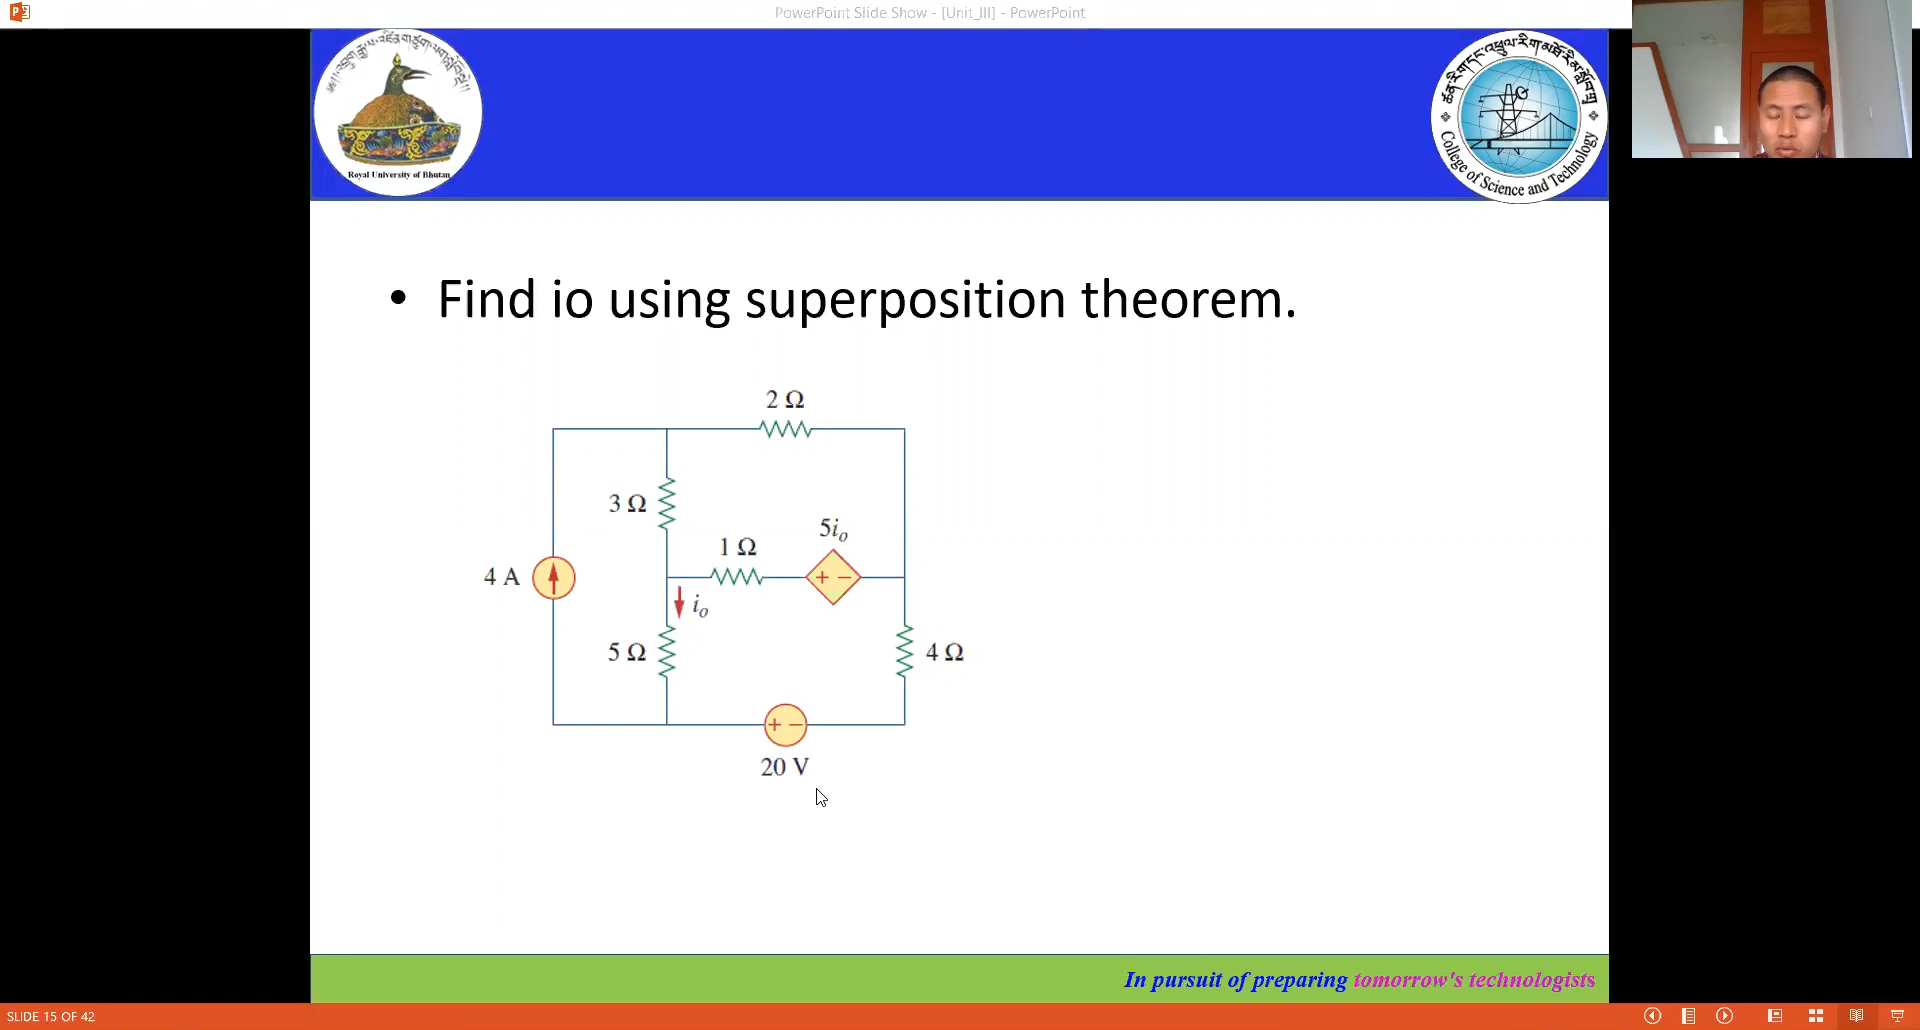 PowerPoint Slide Show - [Unit_III] - PowerPoint
Royal University of Bhutan
College of Science and Technology
• Find io using superposition theorem.
2 Ω
3 Ω
5io
1 Ω
4 A
io
5 Ω
4 Ω
+ −
+ −
20 V
In pursuit of preparing tomorrow's technologists
SLIDE 15 OF 42